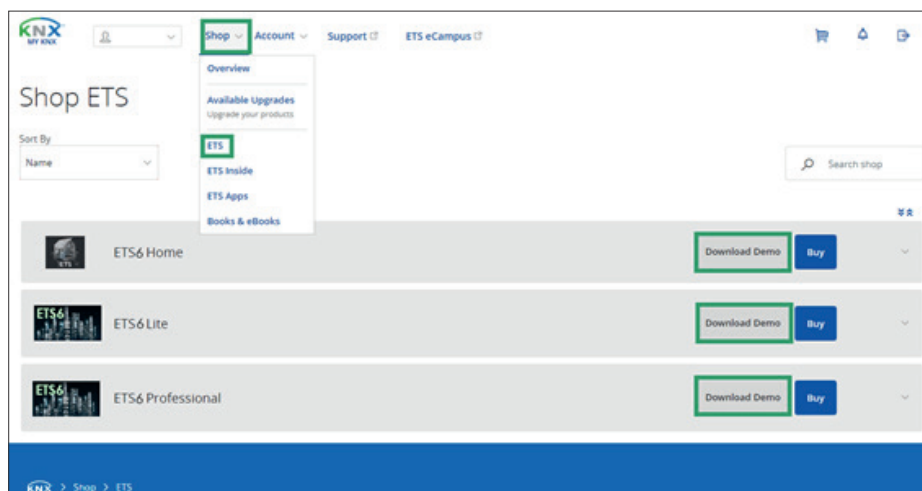 KNX
MY KNX
Shop
Account
Support
ETS eCampus
Overview
Shop ETS
Available Upgrades
Upgrade your products
Sort By
Name
ETS
ETS Inside
ETS Apps
Books & eBooks
Search shop
ETS
ETS6 Home
Download Demo
Buy
ETS6
ETS6 Lite
Download Demo
Buy
ETS6
ETS6 Professional
Download Demo
Buy
KNX > Shop > ETS